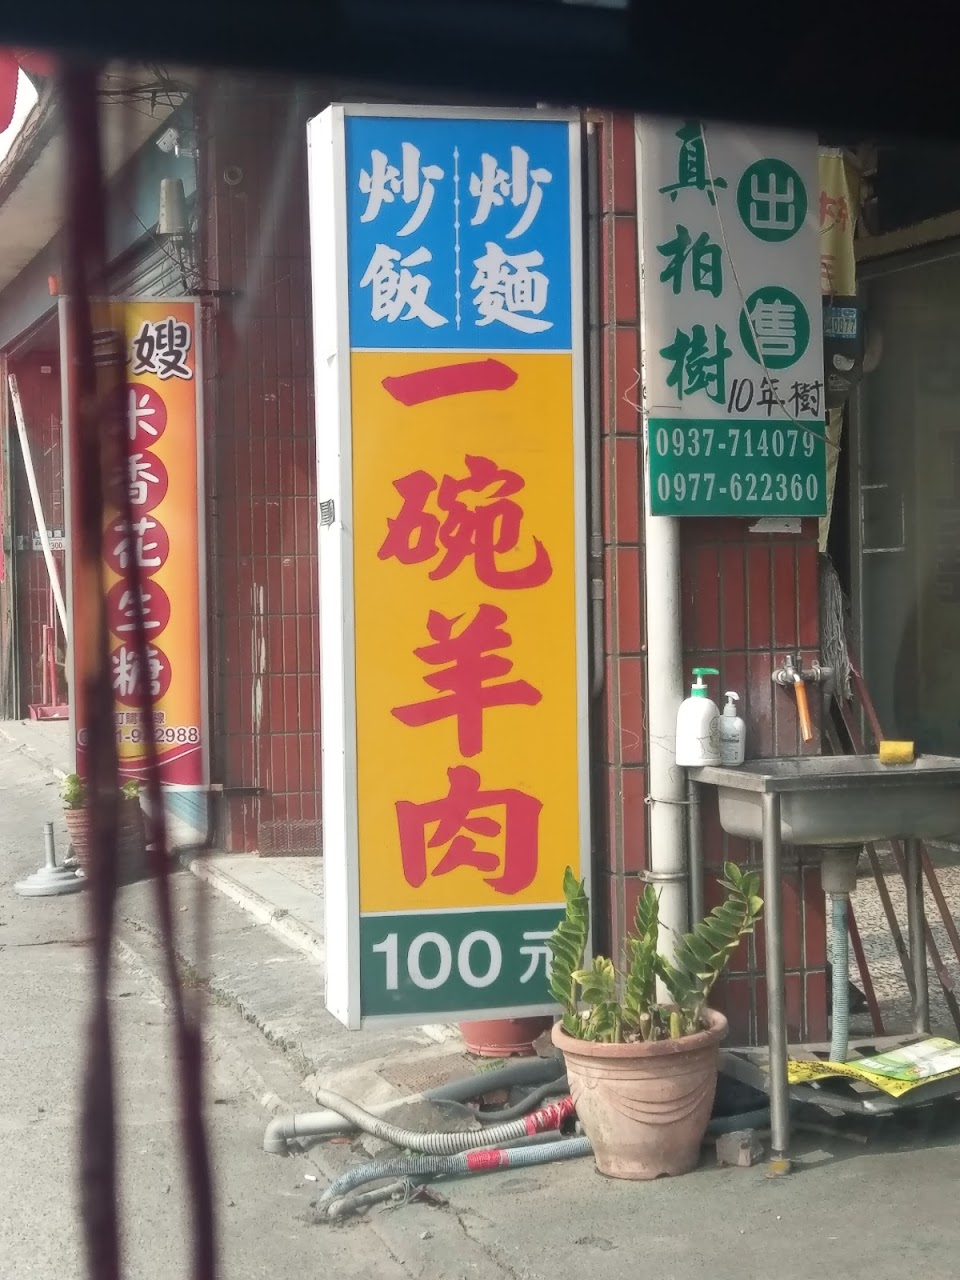 炒麵
炒飯
一碗羊肉
100元
出售
真柏樹
10年樹
0937-714079
0977-622360
嫂
米香花生糖